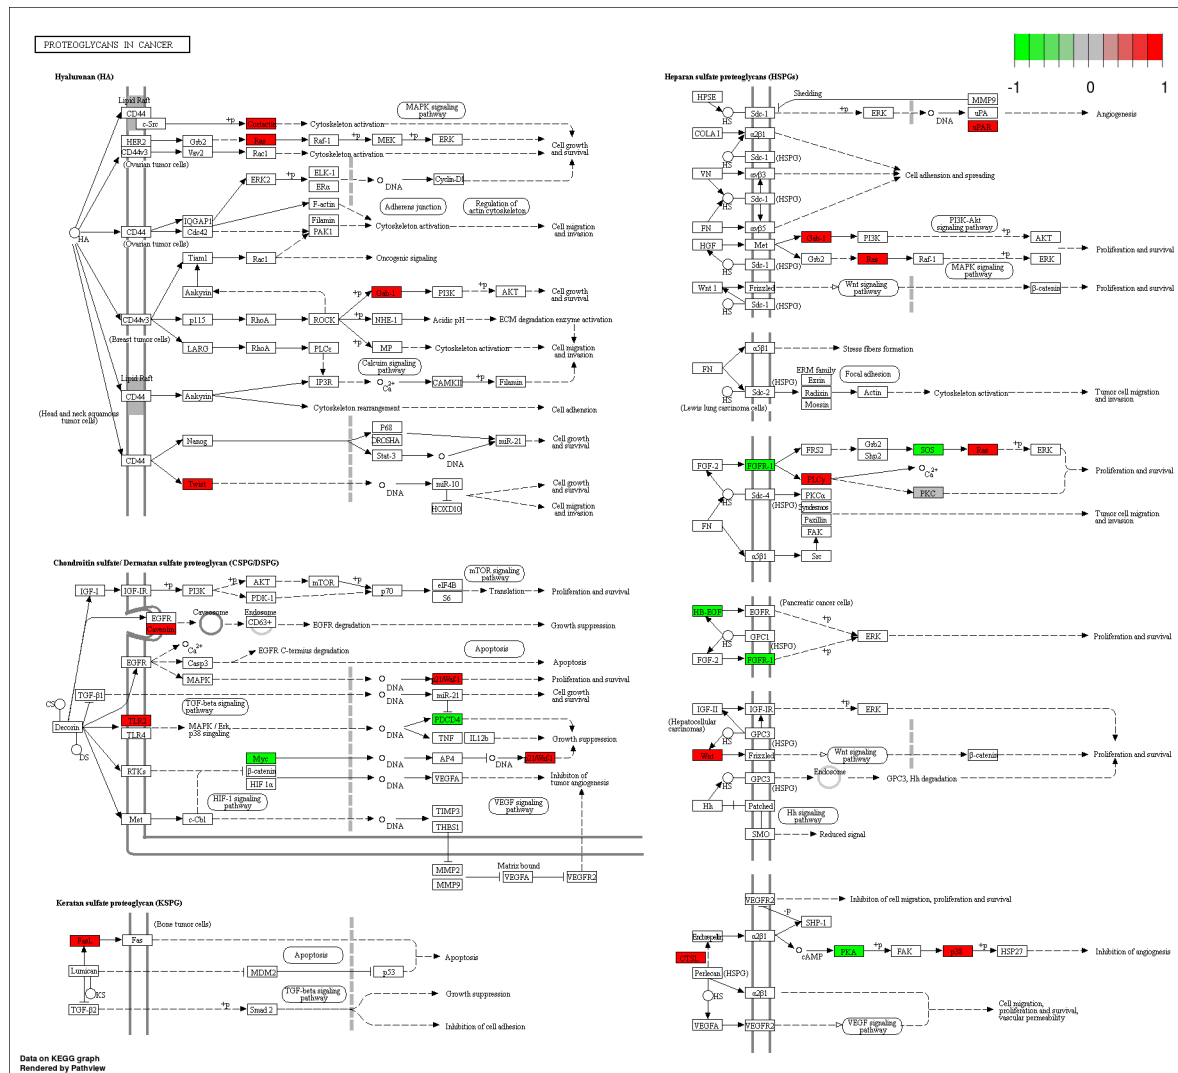 PROTEOGLYCANS IN CANCER
-1
0
1
Hyaluronan (HA)
Lipid Raft
CD44
c-Src
Cortactin
Cytoskeleton activation
MAPK signaling
pathway
HER2
Grb2
Ras
Raf-1
+p
MEK
+p
ERK
CD44v3
Vav2
Rac1
Cytoskeleton activation
Cell growth
and survival
(Ovarian tumor cells)
ERK2
+p
ELK-1
ERα
DNA
Cyclin-D1
HA
CD44
IQGAP1
Cdc42
F-actin
Filamin
PAK1
Adherens junction
Regulation of
actin cytoskeleton
Cytoskeleton activation
Cell migration
and invasion
(Ovarian tumor cells)
Tiam1
Rac1
Oncogenic signaling
Ankyrin
+p
Gab-1
PI3K
+p
AKT
Cell growth
and survival
CD44v3
p115
RhoA
ROCK
+p
NHE-1
Acidic pH
ECM degradation enzyme activation
(Breast tumor cells)
LARG
RhoA
PLCε
+p
MP
Cytoskeleton activation
Cell migration
and invasion
Lipid Raft
Calcuim signaling
pathway
CD44
Ankyrin
IP3R
Ca2+
CAMKII
+p
Filamin
(Head and neck squamous
tumor cells)
Cytoskeleton rearrangement
Cell adhension
CD44
Nanog
P68
DROSHA
Stat-3
DNA
miR-21
Cell growth
and survival
Twist
DNA
miR-10
HOXD10
Cell growth
and survival
Cell migration
and invasion
Chondroitin sulfate/ Dermatan sulfate proteoglycan (CSPG/DSPG)
IGF-I
IGF-IR
+p
PI3K
+p
AKT
PDK-1
mTOR
+p
p70
eIF4B
S6
mTOR signaling
pathway
Translation
Proliferation and survival
EGFR
Caveolin
Caveosome
Endosome
CD63+
EGFR degradation
Growth suppression
EGFR
Ca2+
Casp3
MAPK
EGFR C-termius degradation
Apoptosis
Apoptosis
DNA
p21/Waf1
Proliferation and survival
CS
TGF-β1
DNA
miR-21
Cell growth
and survival
TGF-beta signaling
pathway
Decorin
DS
TLR2
TLR4
MAPK / Erk,
p38 singaling
DNA
PDCD4
TNF
IL12b
Growth suppression
RTKs
Myc
β-catenin
HIF 1α
DNA
AP4
DNA
p21/Waf1
VEGFA
Inhibiton of
tumor angiogenesis
HIF-1 signaling
pathway
Met
c-Cbl
DNA
TIMP3
THBS1
VEGF signaling
pathway
MMP2
MMP9
Matrix bound
VEGFA
VEGFR2
Keratan sulfate proteoglycan (KSPG)
(Bone tumor cells)
FasL
Fas
Apoptosis
Lumican
MDM2
p53
Apoptosis
KS
TGF-β2
+p
Smad 2
TGF-beta sigaling
pathway
Growth suppression
Inhibition of cell adhesion
Heparan sulfate proteoglycans (HSPGs)
HPSE
HS
Sdc-1
Shedding
+p
ERK
DNA
MMP9
uPA
uPAR
Angiogenesis
COLA1
α2β1
Sdc-1
(HSPG)
HS
VN
αvβ3
Sdc-1
(HSPG)
HS
Cell adhesion and spreading
FN
αvβ5
HGF
Met
Gab-1
+p
PI3K
+p
AKT
PI3K-Akt
signaling pathway
Grb2
Ras
Raf-1
+p
ERK
MAPK signaling
pathway
Proliferation and survival
HS
Sdc-1
(HSPG)
Wnt 1
Frizzled
Wnt signaling
pathway
β-catenin
Proliferation and survival
HS
Sdc-1
(HSPG)
FN
α5β1
Stress fibers formation
HS
Sdc-2
(HSPG)
ERM family
Ezrin
Radixin
Moesin
Focal adhesion
Actin
Cytoskeleton activation
Tumor cell migration
and invasion
(Lewis lung carcinoma cells)
FGF-2
FGFR-1
FRS2
Grb2
Shp2
SOS
Ras
+p
ERK
PLCγ
Ca2+
PKC
Proliferation and survival
HS
Sdc-4
(HSPG)
PKCα
Syndesmos
Paxillin
FAK
Tumor cell migration
and invasion
FN
α5β1
Src
HB-EGF
EGFR
(Pancreatic cancer cells)
+p
HS
GPC1
(HSPG)
ERK
Proliferation and survival
FGF-2
FGFR-1
+p
IGF-II
IGF-IR
+p
ERK
(Hepatocellular
carcinomas)
HS
GPC3
(HSPG)
Wnt
Frizzled
Wnt signaling
pathway
β-catenin
Proliferation and survival
HS
GPC3
(HSPG)
Endosome
GPC3, Hh degradation
Hh
Patched
Hh signaling
pathway
SMO
Reduced signal
VEGFR2
Inhibiton of cell migration, proliferation and survival
-p
SHP-1
Endorepellin
α2β1
cAMP
PKA
+p
FAK
p38
+p
HSP27
Inhibition of angiogenesis
CTSL
Perlecan
(HSPG)
HS
α2β1
VEGFA
VEGFR2
VEGF signaling
pathway
Cell migration,
proliferation and survival,
vascular permeability
Data on KEGG graph
Rendered by Pathview